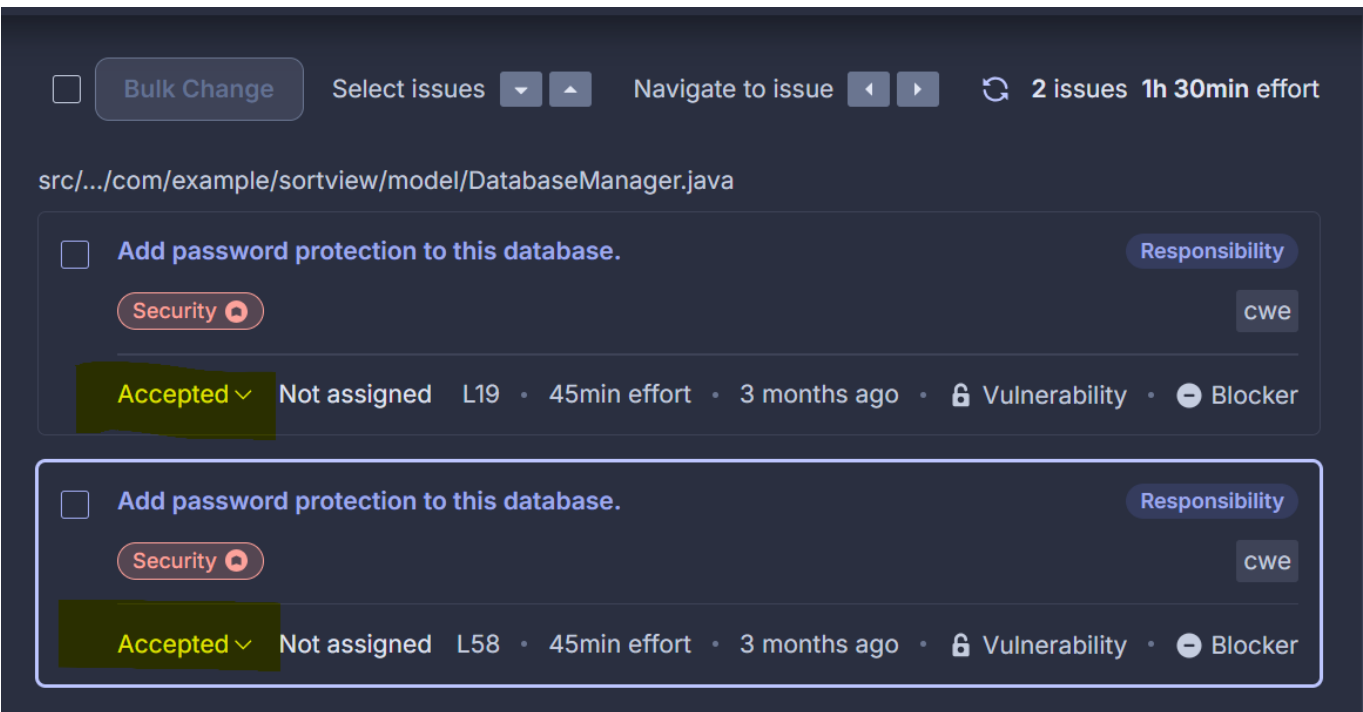 Bulk Change Select issues Navigate to issue 2 issues 1h 30min effort
src/.../com/example/sortview/model/DatabaseManager.java
Add password protection to this database. Responsibility
Security cwe
Accepted Not assigned L19 • 45min effort • 3 months ago • Vulnerability • Blocker
Add password protection to this database. Responsibility
Security cwe
Accepted Not assigned L58 • 45min effort • 3 months ago • Vulnerability • Blocker